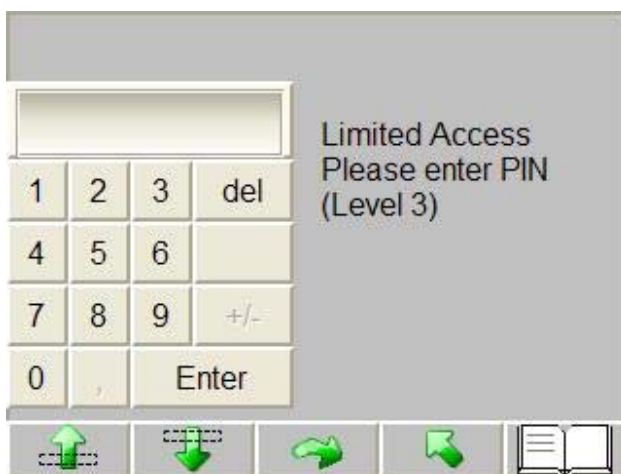 Limited Access
Please enter PIN
(Level 3)
1 2 3 del
4 5 6
7 8 9 +/-
0 , Enter